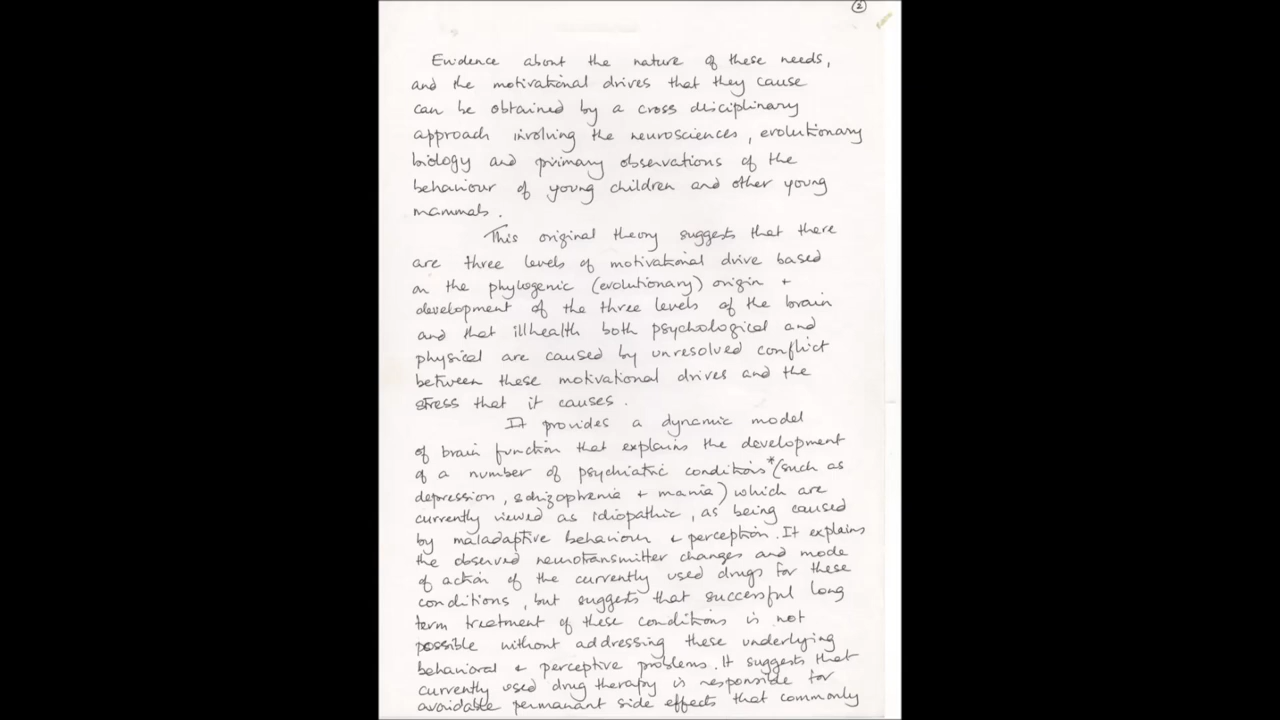 2
Evidence about the nature of these needs,
and the motivational drives that they cause
can be obtained by a cross disciplinary
approach involving the neurosciences, evolutionary
biology and primary observations of the
behaviour of young children and other young
mammals.
This original theory suggests that there
are three levels of motivational drive based
on the phylogenic (evolutionary) origin +
development of the three levels of the brain
and that illhealth both psychological and
physical are caused by unresolved conflict
between these motivational drives and the
stress that it causes.
It provides a dynamic model
of brain function that explains the development
of a number of psychiatric conditions* (such as
depression, schizophrenia + mania) which are
currently viewed as idiopathic, as being caused
by maladaptive behaviour + perception. It explains
the observed neurotransmitter changes and mode
of action of the currently used drugs for these
conditions, but suggests that successful long
term treatment of these conditions is not
possible without addressing these underlying
behavioral + perceptive problems. It suggests that
currently used drug therapy is responsible for
avoidable permanant side effects that commonly